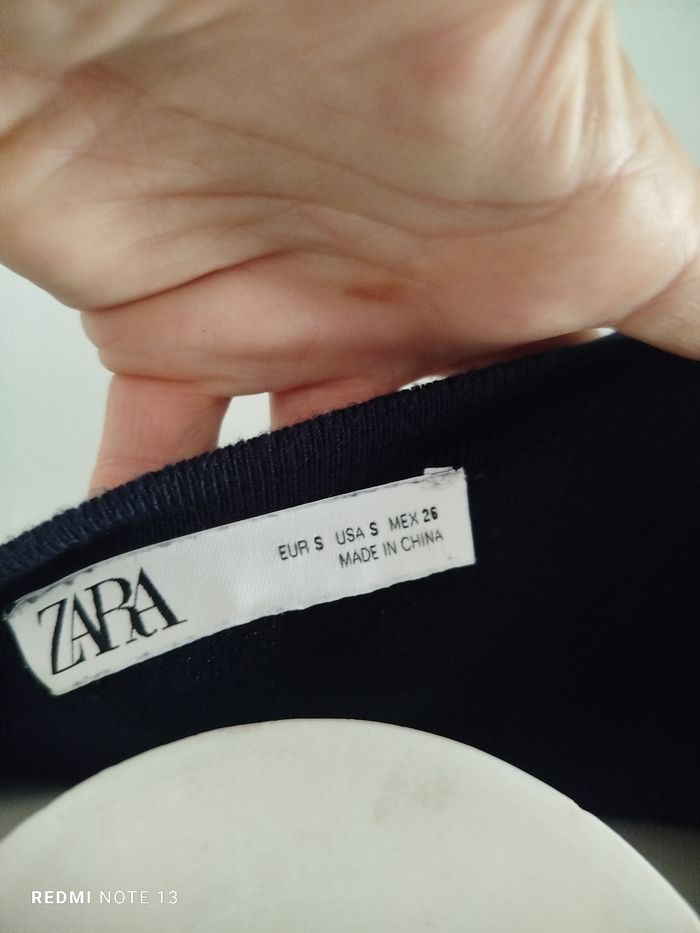 ZARA
EUR S USA S MEX 26
MADE IN CHINA
REDMI NOTE 13